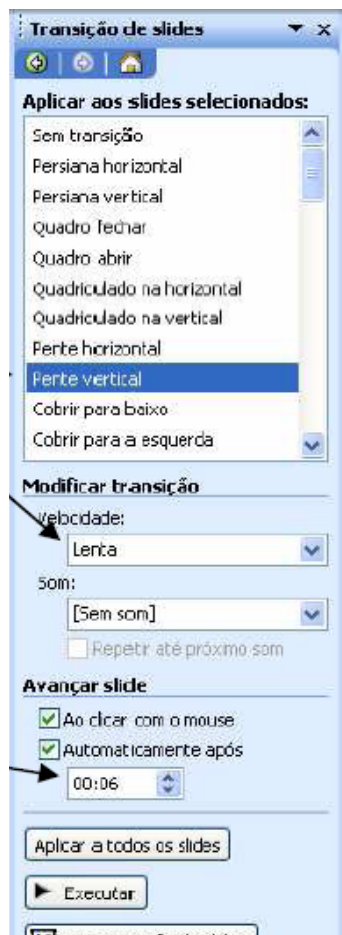 Transição de slides
Aplicar aos slides selecionados:
Sem transição
Persiana horizontal
Persiana vertical
Quadro fechar
Quadro abrir
Quadriculado na horizontal
Quadriculado na vertical
Pente horizontal
Pente vertical
Cobrir para baixo
Cobrir para a esquerda
Modificar transição
Velocidade:
Lenta
Som:
[Sem som]
Repetir até próximo som
Avançar slide
Ao clicar com o mouse
Automaticamente após
00:06
Aplicar a todos os slides
Executar